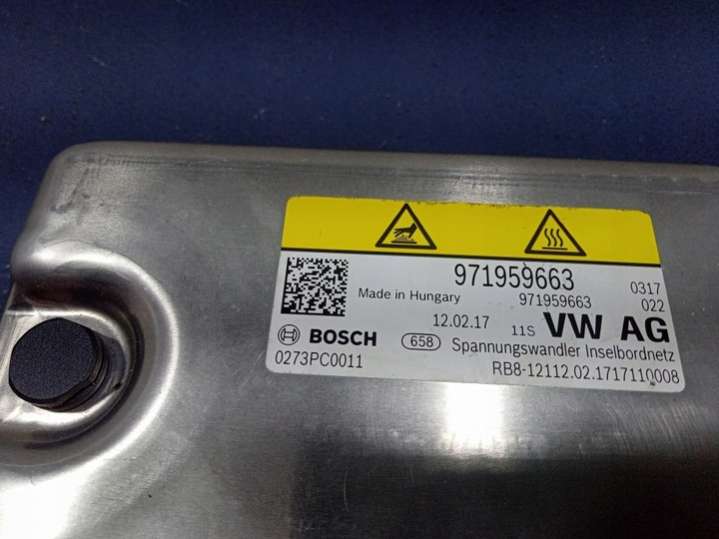 971959663
0317
Made in Hungary
971959663
022
12.02.17
11S
VW AG
BOSCH
658
Spannungswandler Inselbordnetz
0273PC0011
RB8-12112.02.1717110008